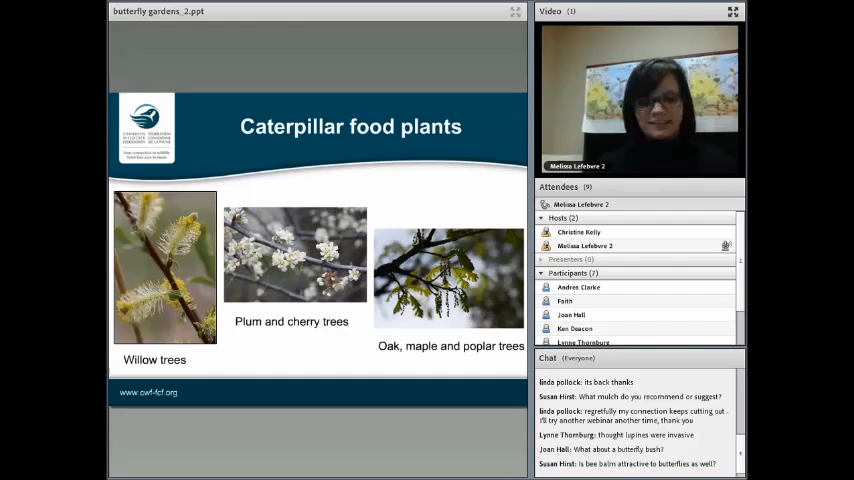 butterfly gardens_2.ppt
Caterpillar food plants
CANADIAN
WILDLIFE
FEDERATION
Willow trees
Plum and cherry trees
Oak, maple and poplar trees
www.cwf-fcf.org
Video (1)
Melissa Lefebvre 2
Attendees (9)
Melissa Lefebvre 2
Hosts (2)
Christine Kelly
Melissa Lefebvre 2
Presenters (0)
Participants (7)
Andrea Clarke
Faith
Joan Hall
Ken Deacon
Lynne Thornburg
Chat (Everyone)
linda pollock: its back thanks
Susan Hirst: What mulch do you recommend or suggest?
linda pollock: regretfully my connection keeps cutting out -
I'll try another webinar another time, thank you
Lynne Thornburg: thought lupines were invasive
Joan Hall: What about a butterfly bush?
Susan Hirst: Is bee balm attractive to butterflies as well?